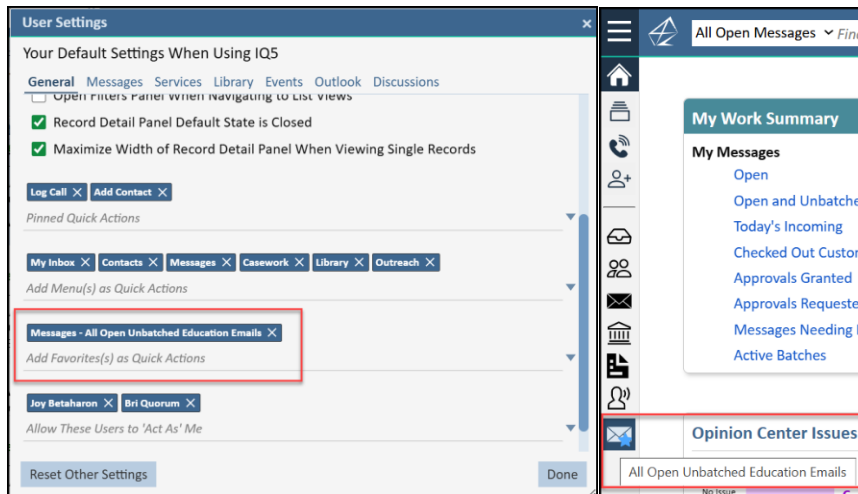 User Settings ×
Your Default Settings When Using IQ5
General Messages Services Library Events Outlook Discussions
Open Filters Panel When Navigating to List Views
Record Detail Panel Default State is Closed
Maximize Width of Record Detail Panel When Viewing Single Records
Log Call X Add Contact X
Pinned Quick Actions
My Inbox X Contacts X Messages X Casework X Library X Outreach X
Add Menu(s) as Quick Actions
Messages - All Open Unbatched Education Emails X
Add Favorites(s) as Quick Actions
Joy Betaharon X Bri Quorum X
Allow These Users to 'Act As' Me
Reset Other Settings Done
All Open Messages
My Work Summary
My Messages
Open
Open and
Today's Incoming
Checked Out
Approvals Granted
Approvals
Messages Needing
Active Batches
Opinion Center Issues
All Open Unbatched Education Emails
No Issue